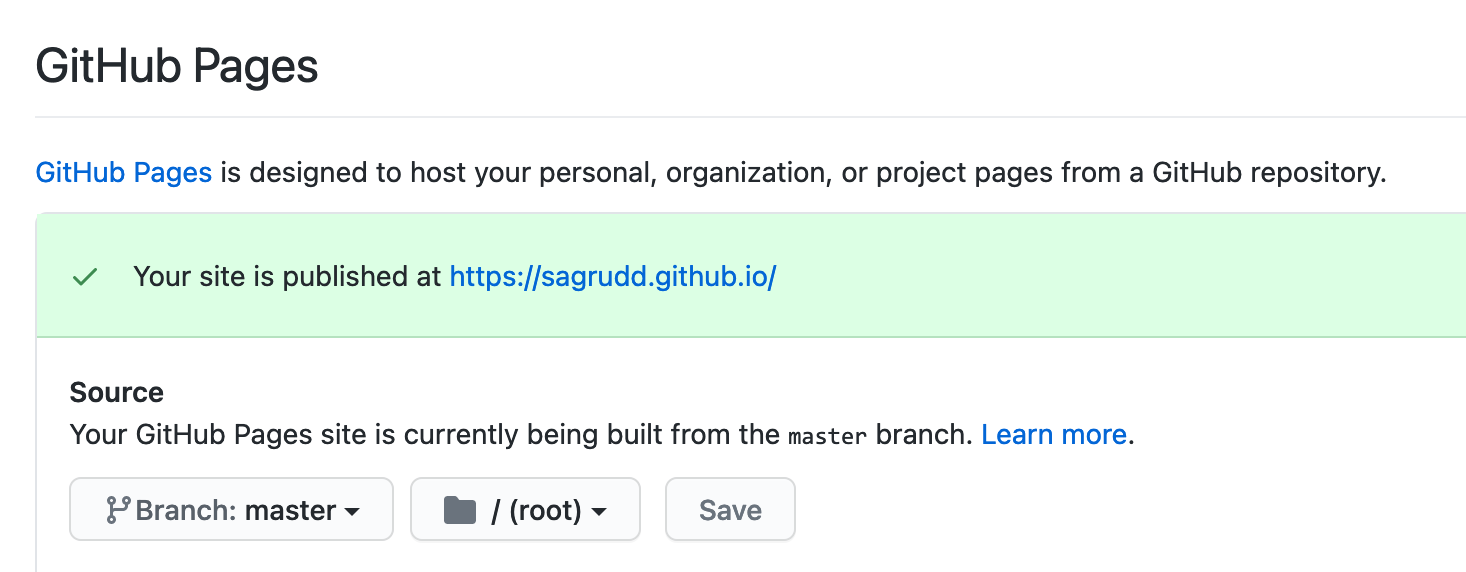 GitHub Pages
GitHub Pages is designed to host your personal, organization, or project pages from a GitHub repository.
Your site is published at https://sagrudd.github.io/
Source
Your GitHub Pages site is currently being built from the master branch. Learn more.
Branch: master / (root) Save